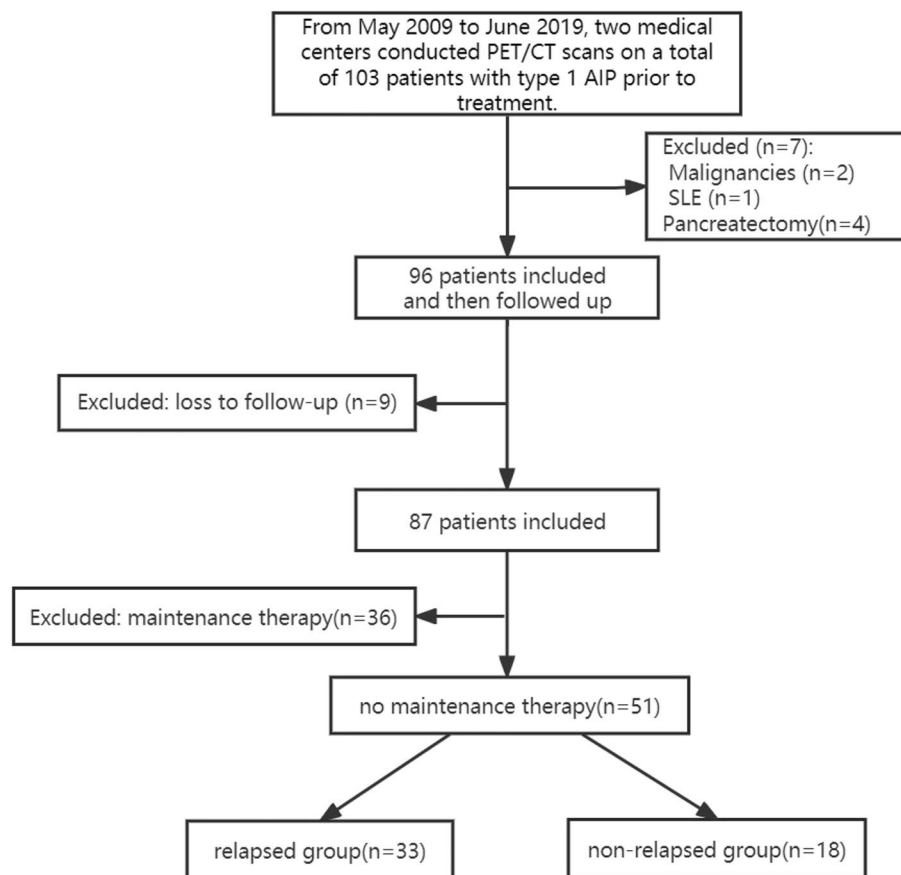 From May 2009 to June 2019, two medical
centers conducted PET/CT scans on a total
of 103 patients with type 1 AIP prior to
treatment.
Excluded (n=7):
Malignancies (n=2)
SLE (n=1)
Pancreatectomy(n=4)
96 patients included
and then followed up
Excluded: loss to follow-up (n=9)
87 patients included
Excluded: maintenance therapy(n=36)
no maintenance therapy(n=51)
relapsed group(n=33)
non-relapsed group(n=18)